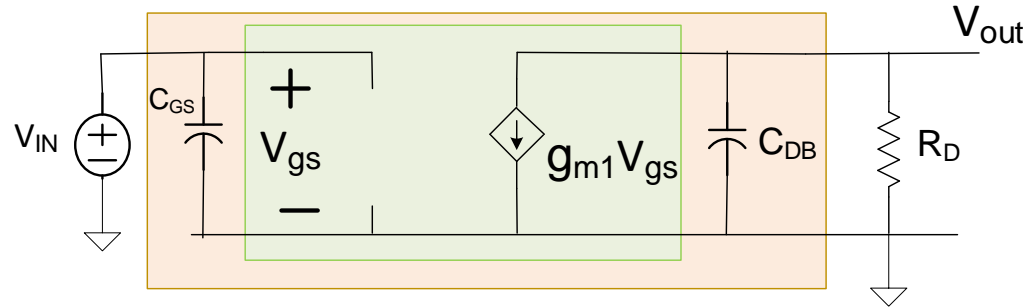 V_out
C_GS
+
V_IN
+
−
V_gs
g_m1V_gs
C_DB
R_D
−